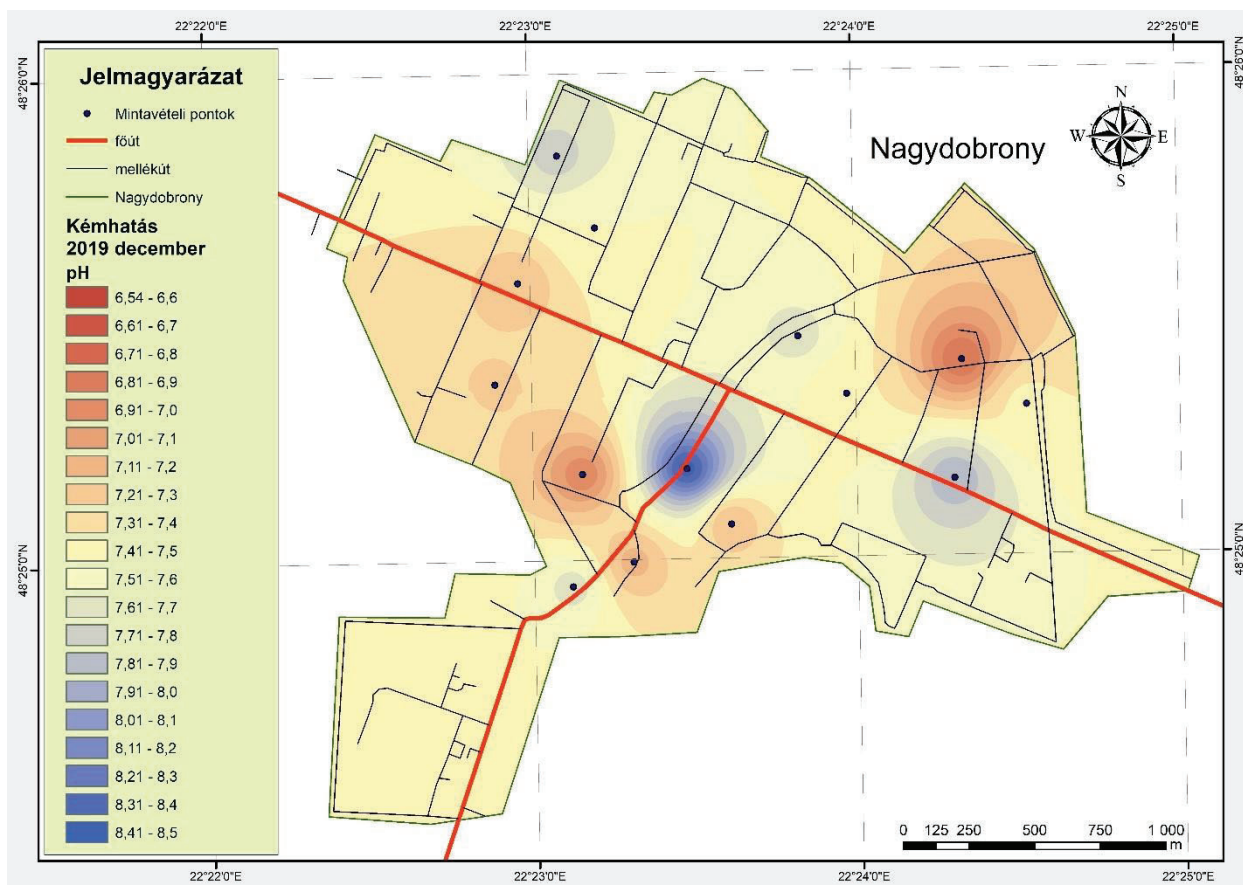 22°22'0"E
22°23'0"E
22°24'0"E
22°25'0"E
48°26'0"N
48°26'0"N
Jelmagyarázat
Mintavételi pontok
főút
mellékút
Nagydobrony
Kémhatás
2019 december
pH
6,54 - 6,6
6,61 - 6,7
6,71 - 6,8
6,81 - 6,9
6,91 - 7,0
7,01 - 7,1
7,11 - 7,2
7,21 - 7,3
7,31 - 7,4
7,41 - 7,5
7,51 - 7,6
7,61 - 7,7
7,71 - 7,8
7,81 - 7,9
7,91 - 8,0
8,01 - 8,1
8,11 - 8,2
8,21 - 8,3
8,31 - 8,4
8,41 - 8,5
Nagydobrony
N
W
E
S
48°25'0"N
48°25'0"N
0 125 250 500 750 1 000
m
22°22'0"E
22°23'0"E
22°24'0"E
22°25'0"E